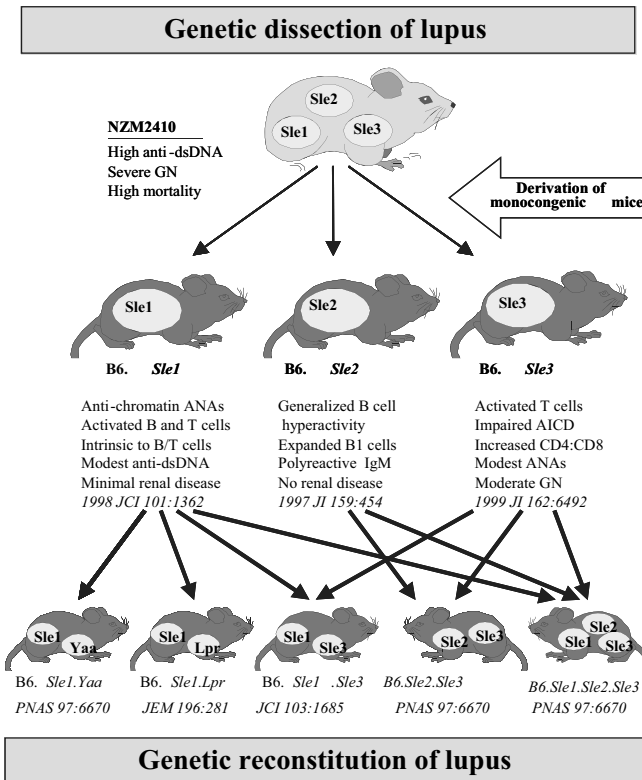 Genetic dissection of lupus
Sle2
Sle1
Sle3
NZM2410
High anti-dsDNA
Severe GN
High mortality
Derivation of
monocongenic mice
Sle1
Sle2
Sle3
B6. Sle1
B6. Sle2
B6. Sle3
Anti-chromatin ANAs
Activated B and T cells
Intrinsic to B/T cells
Modest anti-dsDNA
Minimal renal disease
1998 JCI 101:1362
Generalized B cell
hyperactivity
Expanded B1 cells
Polyreactive IgM
No renal disease
1997 JI 159:454
Activated T cells
Impaired AICD
Increased CD4:CD8
Modest ANAs
Moderate GN
1999 JI 162:6492
Sle1
Yaa
Sle1
Lpr
Sle1
Sle3
Sle2
Sle3
Sle2
Sle1
Sle3
B6. Sle1.Yaa
B6. Sle1.Lpr
B6. Sle1 .Sle3
B6.Sle2.Sle3
B6.Sle1.Sle2.Sle3
PNAS 97:6670
JEM 196:281
JCI 103:1685
PNAS 97:6670
PNAS 97:6670
Genetic reconstitution of lupus